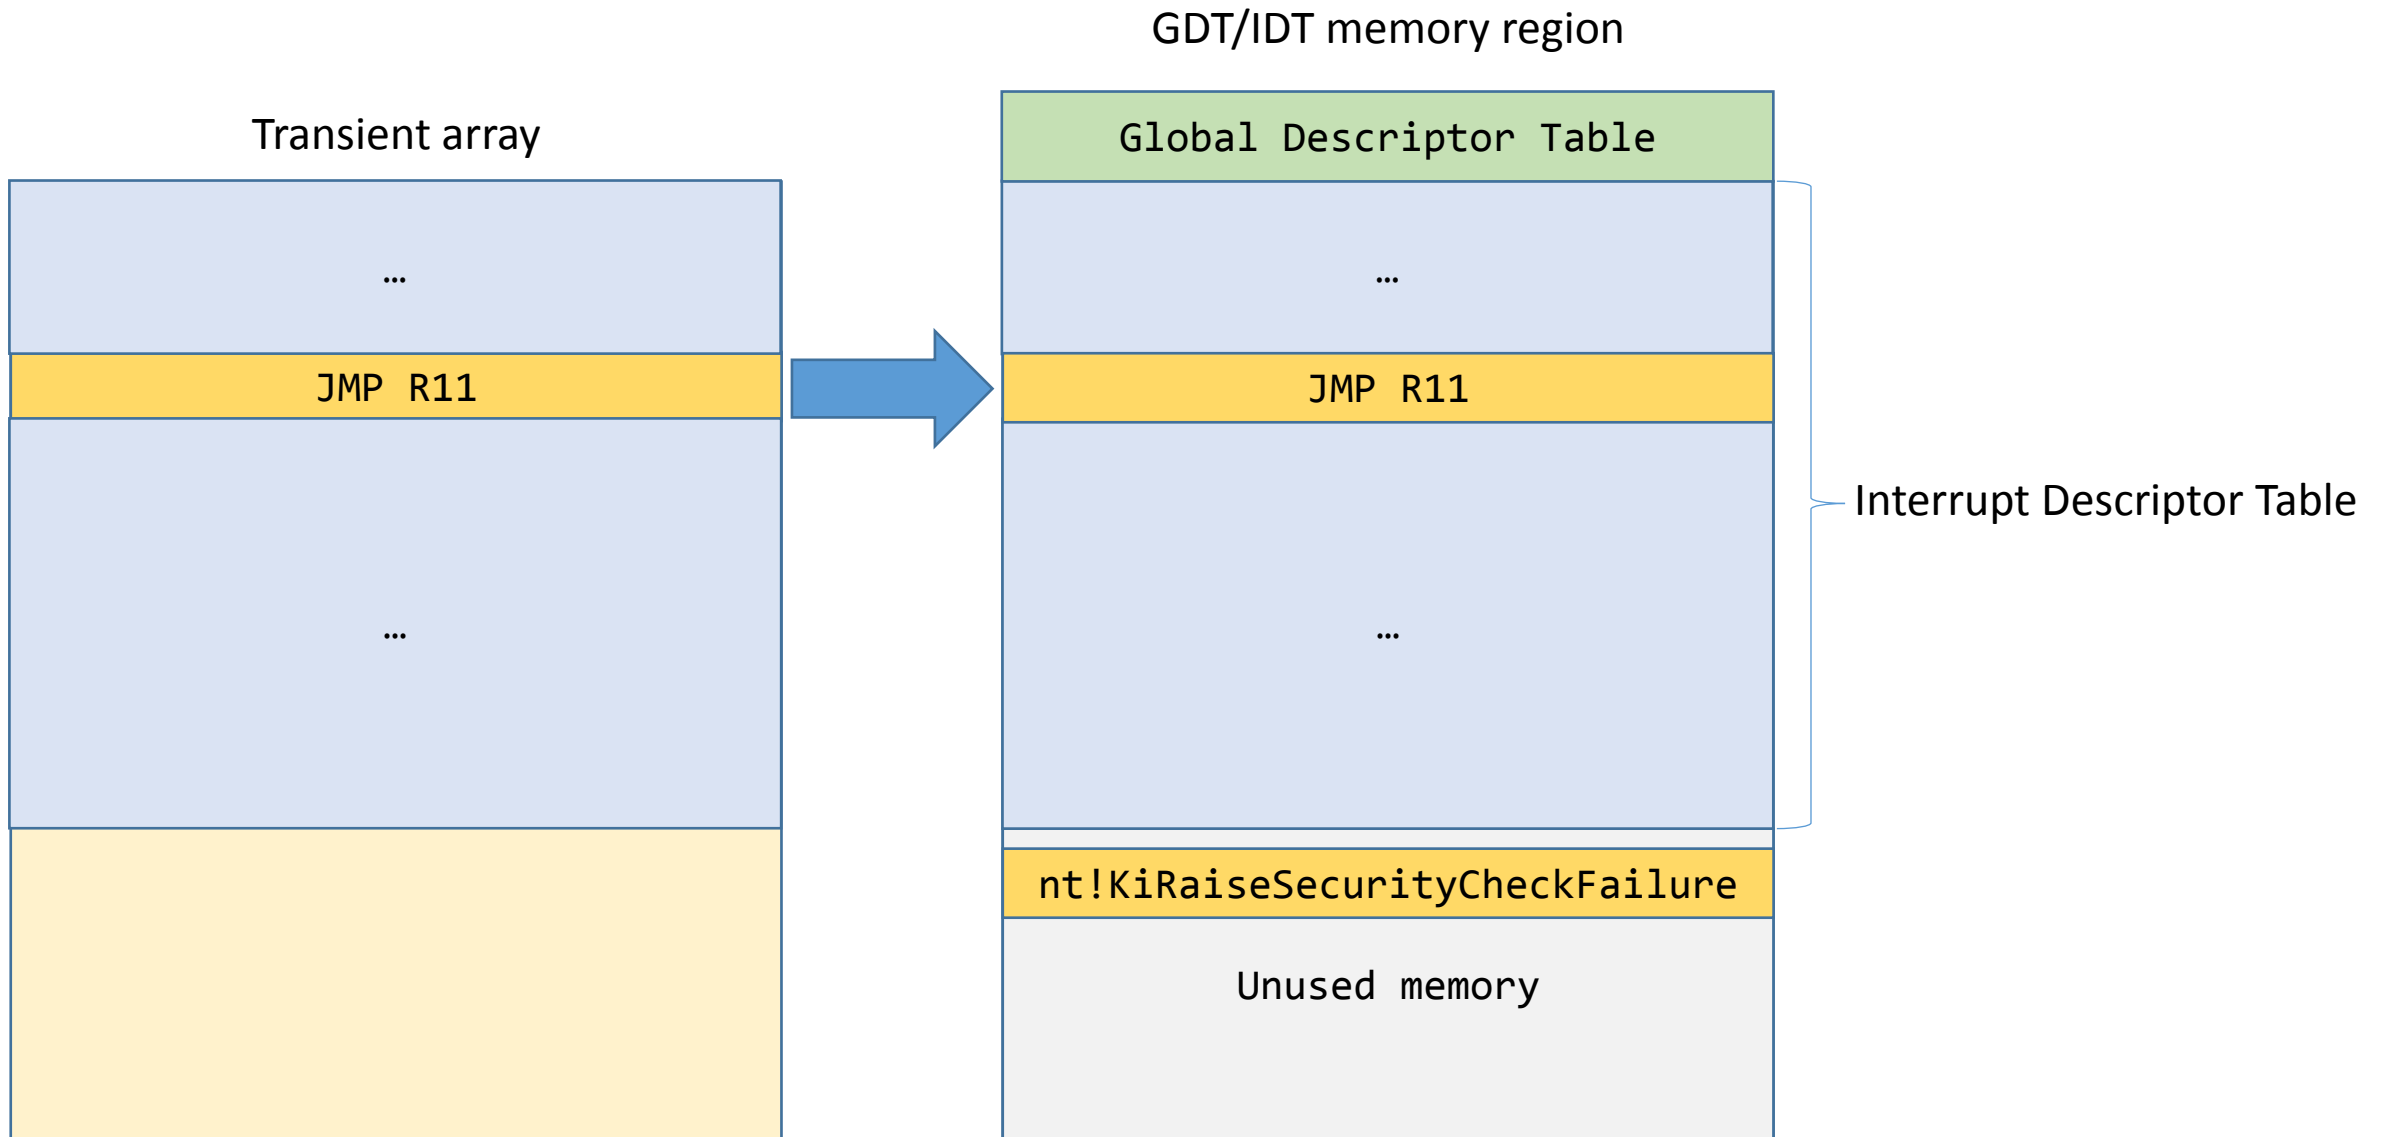 GDT/IDT memory region
Transient array
Global Descriptor Table
…
…
JMP R11
JMP R11
Interrupt Descriptor Table
…
…
nt!KiRaiseSecurityCheckFailure
Unused memory